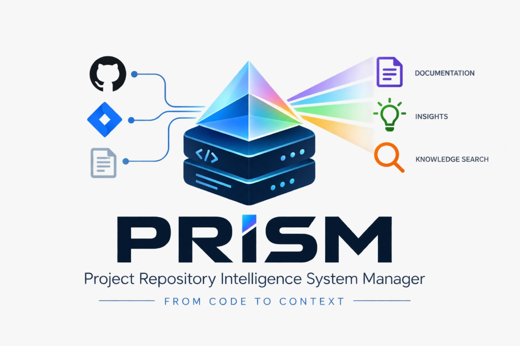 DOCUMENTATION
INSIGHTS
KNOWLEDGE SEARCH
</>
PRISM
Project Repository Intelligence System Manager
FROM CODE TO CONTEXT